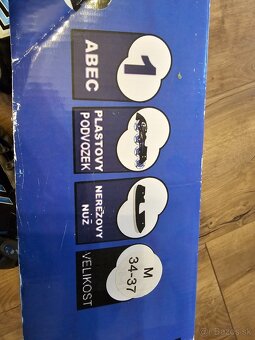 1
ABEC
PLASTOVÝ
PODVOZEK
NEREZOVÝ
NŮŽ
M
34-37
VELIKOST